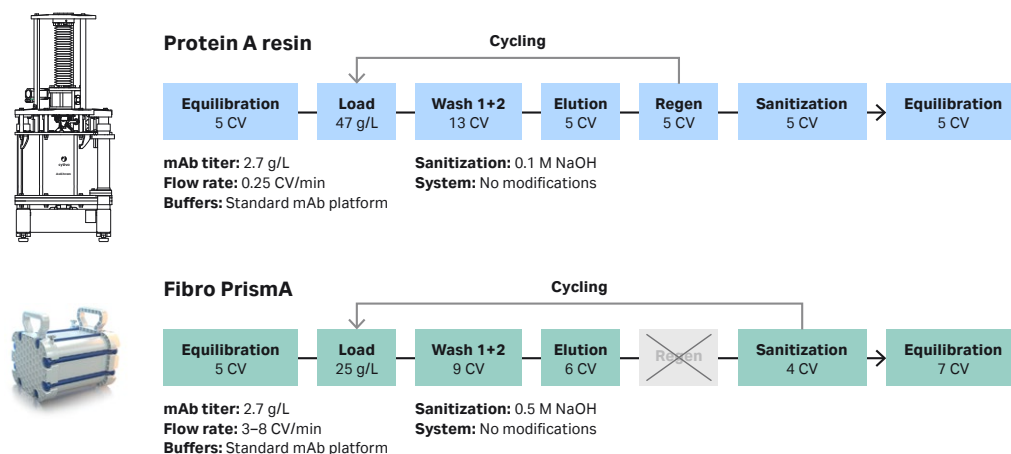 Protein A resin
Cycling
Equilibration
5 CV
Load
47 g/L
Wash 1+2
13 CV
Elution
5 CV
Regen
5 CV
Sanitization
5 CV
Equilibration
5 CV
mAb titer: 2.7 g/L
Flow rate: 0.25 CV/min
Buffers: Standard mAb platform
Sanitization: 0.1 M NaOH
System: No modifications
Fibro PrismA
Cycling
Equilibration
5 CV
Load
25 g/L
Wash 1+2
9 CV
Elution
6 CV
Regen
Sanitization
4 CV
Equilibration
7 CV
mAb titer: 2.7 g/L
Flow rate: 3–8 CV/min
Buffers: Standard mAb platform
Sanitization: 0.5 M NaOH
System: No modifications